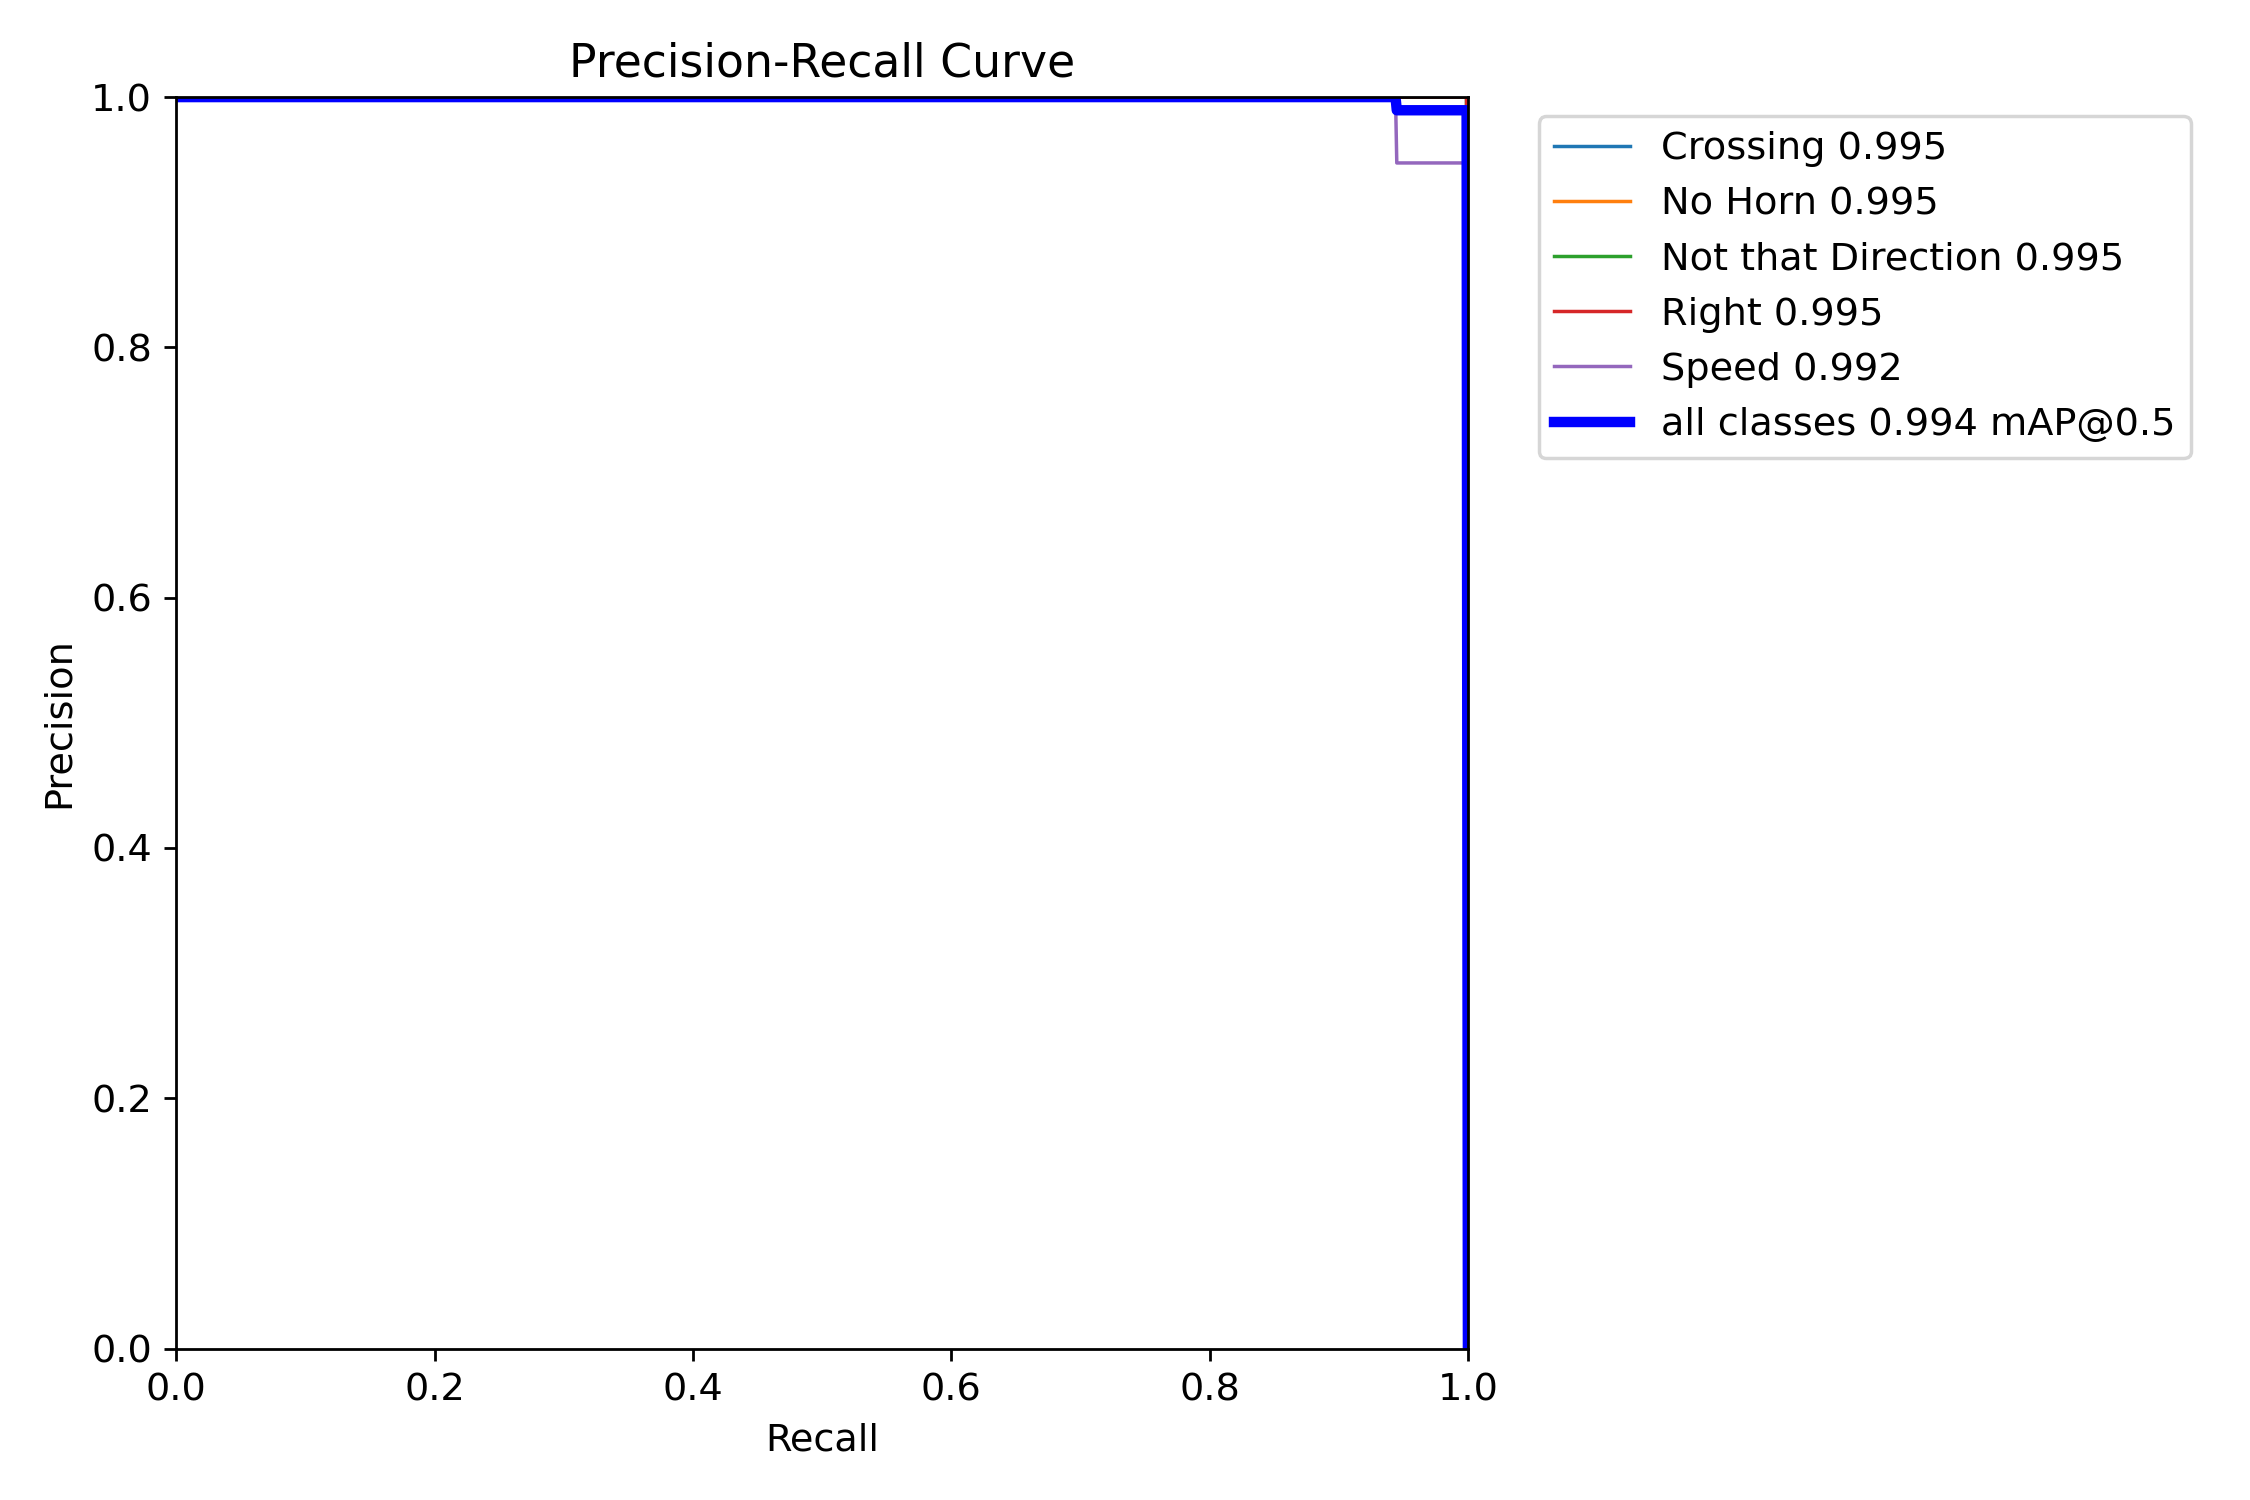 Precision-Recall Curve
1.0
0.8
0.6
0.4
0.2
0.0
Precision
0.0 0.2 0.4 0.6 0.8 1.0
Recall
Crossing 0.995
No Horn 0.995
Not that Direction 0.995
Right 0.995
Speed 0.992
all classes 0.994 mAP@0.5